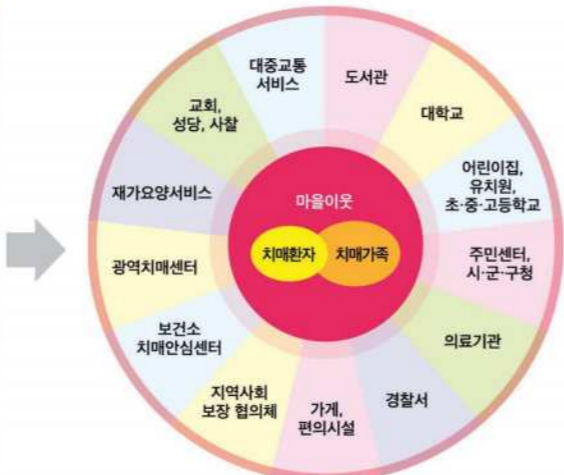 대중교통
서비스
도서관
대학교
어린이집,
유치원,
초·중·고등학교
주민센터,
시·군·구청
의료기관
경찰서
가게,
편의시설
지역사회
보장 협의체
보건소
치매안심센터
광역치매센터
재가요양서비스
교회,
성당, 사찰
마을이웃
치매환자
치매가족